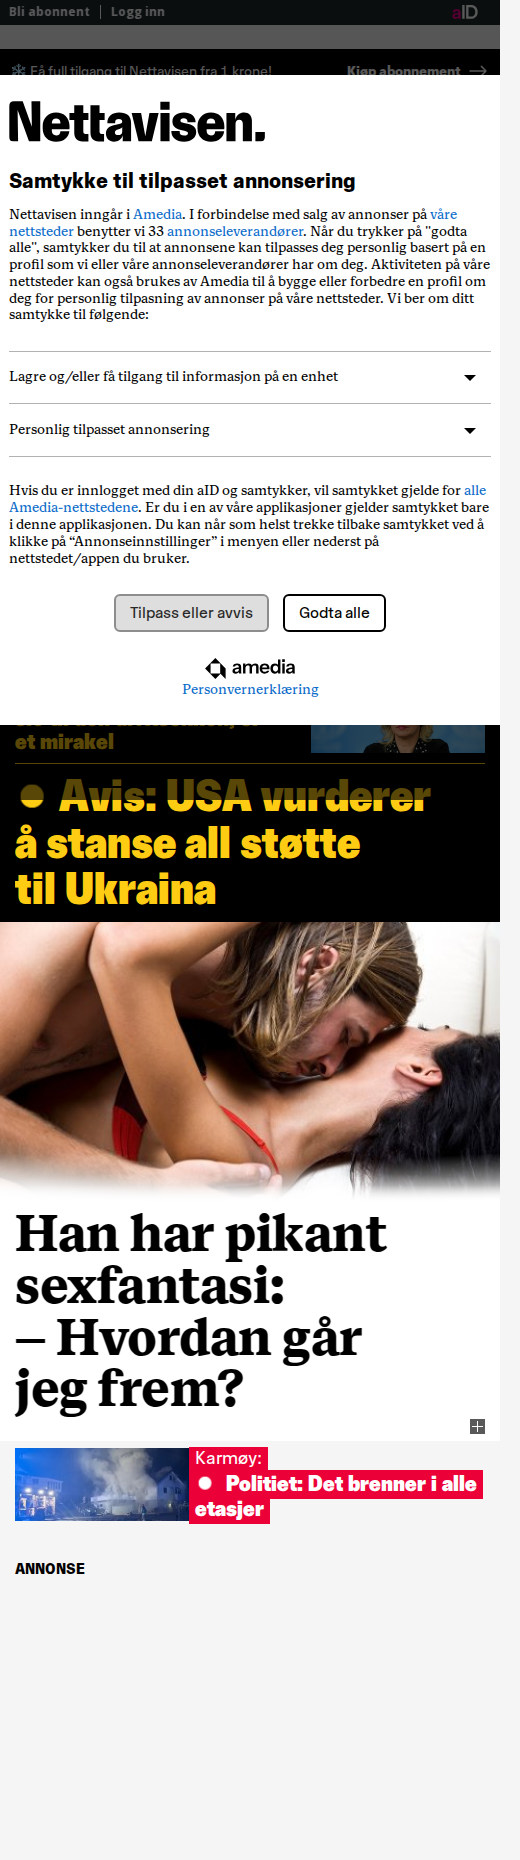 Bli abonnent
Logg inn
aID
Få full tilgang til Nettavisen fra 1 krone!
Kjøp abonnement
Nettavisen.
Samtykke til tilpasset annonsering
Nettavisen inngår i Amedia. I forbindelse med salg av annonser på våre
nettsteder benytter vi 33 annonseleverandører. Når du trykker på "godta
alle", samtykker du til at annonsene kan tilpasses deg personlig basert på en
profil som vi eller våre annonseleverandører har om deg. Aktiviteten på våre
nettsteder kan også brukes av Amedia til å bygge eller forbedre en profil om
deg for personlig tilpasning av annonser på våre nettsteder. Vi ber om ditt
samtykke til følgende:
Lagre og/eller få tilgang til informasjon på en enhet
Personlig tilpasset annonsering
Hvis du er innlogget med din aID og samtykker, vil samtykket gjelde for alle
Amedia-nettstedene. Er du i en av våre applikasjoner gjelder samtykket bare
i denne applikasjonen. Du kan når som helst trekke tilbake samtykket ved å
klikke på “Annonseinnstillinger” i menyen eller nederst på
nettstedet/appen du bruker.
Tilpass eller avvis
Godta alle
amedia
Personvernerklæring
et mirakel
Avis: USA vurderer
å stanse all støtte
til Ukraina
Han har pikant
sexfantasi:
– Hvordan går
jeg frem?
Karmøy:
Politiet: Det brenner i alle
etasjer
ANNONSE